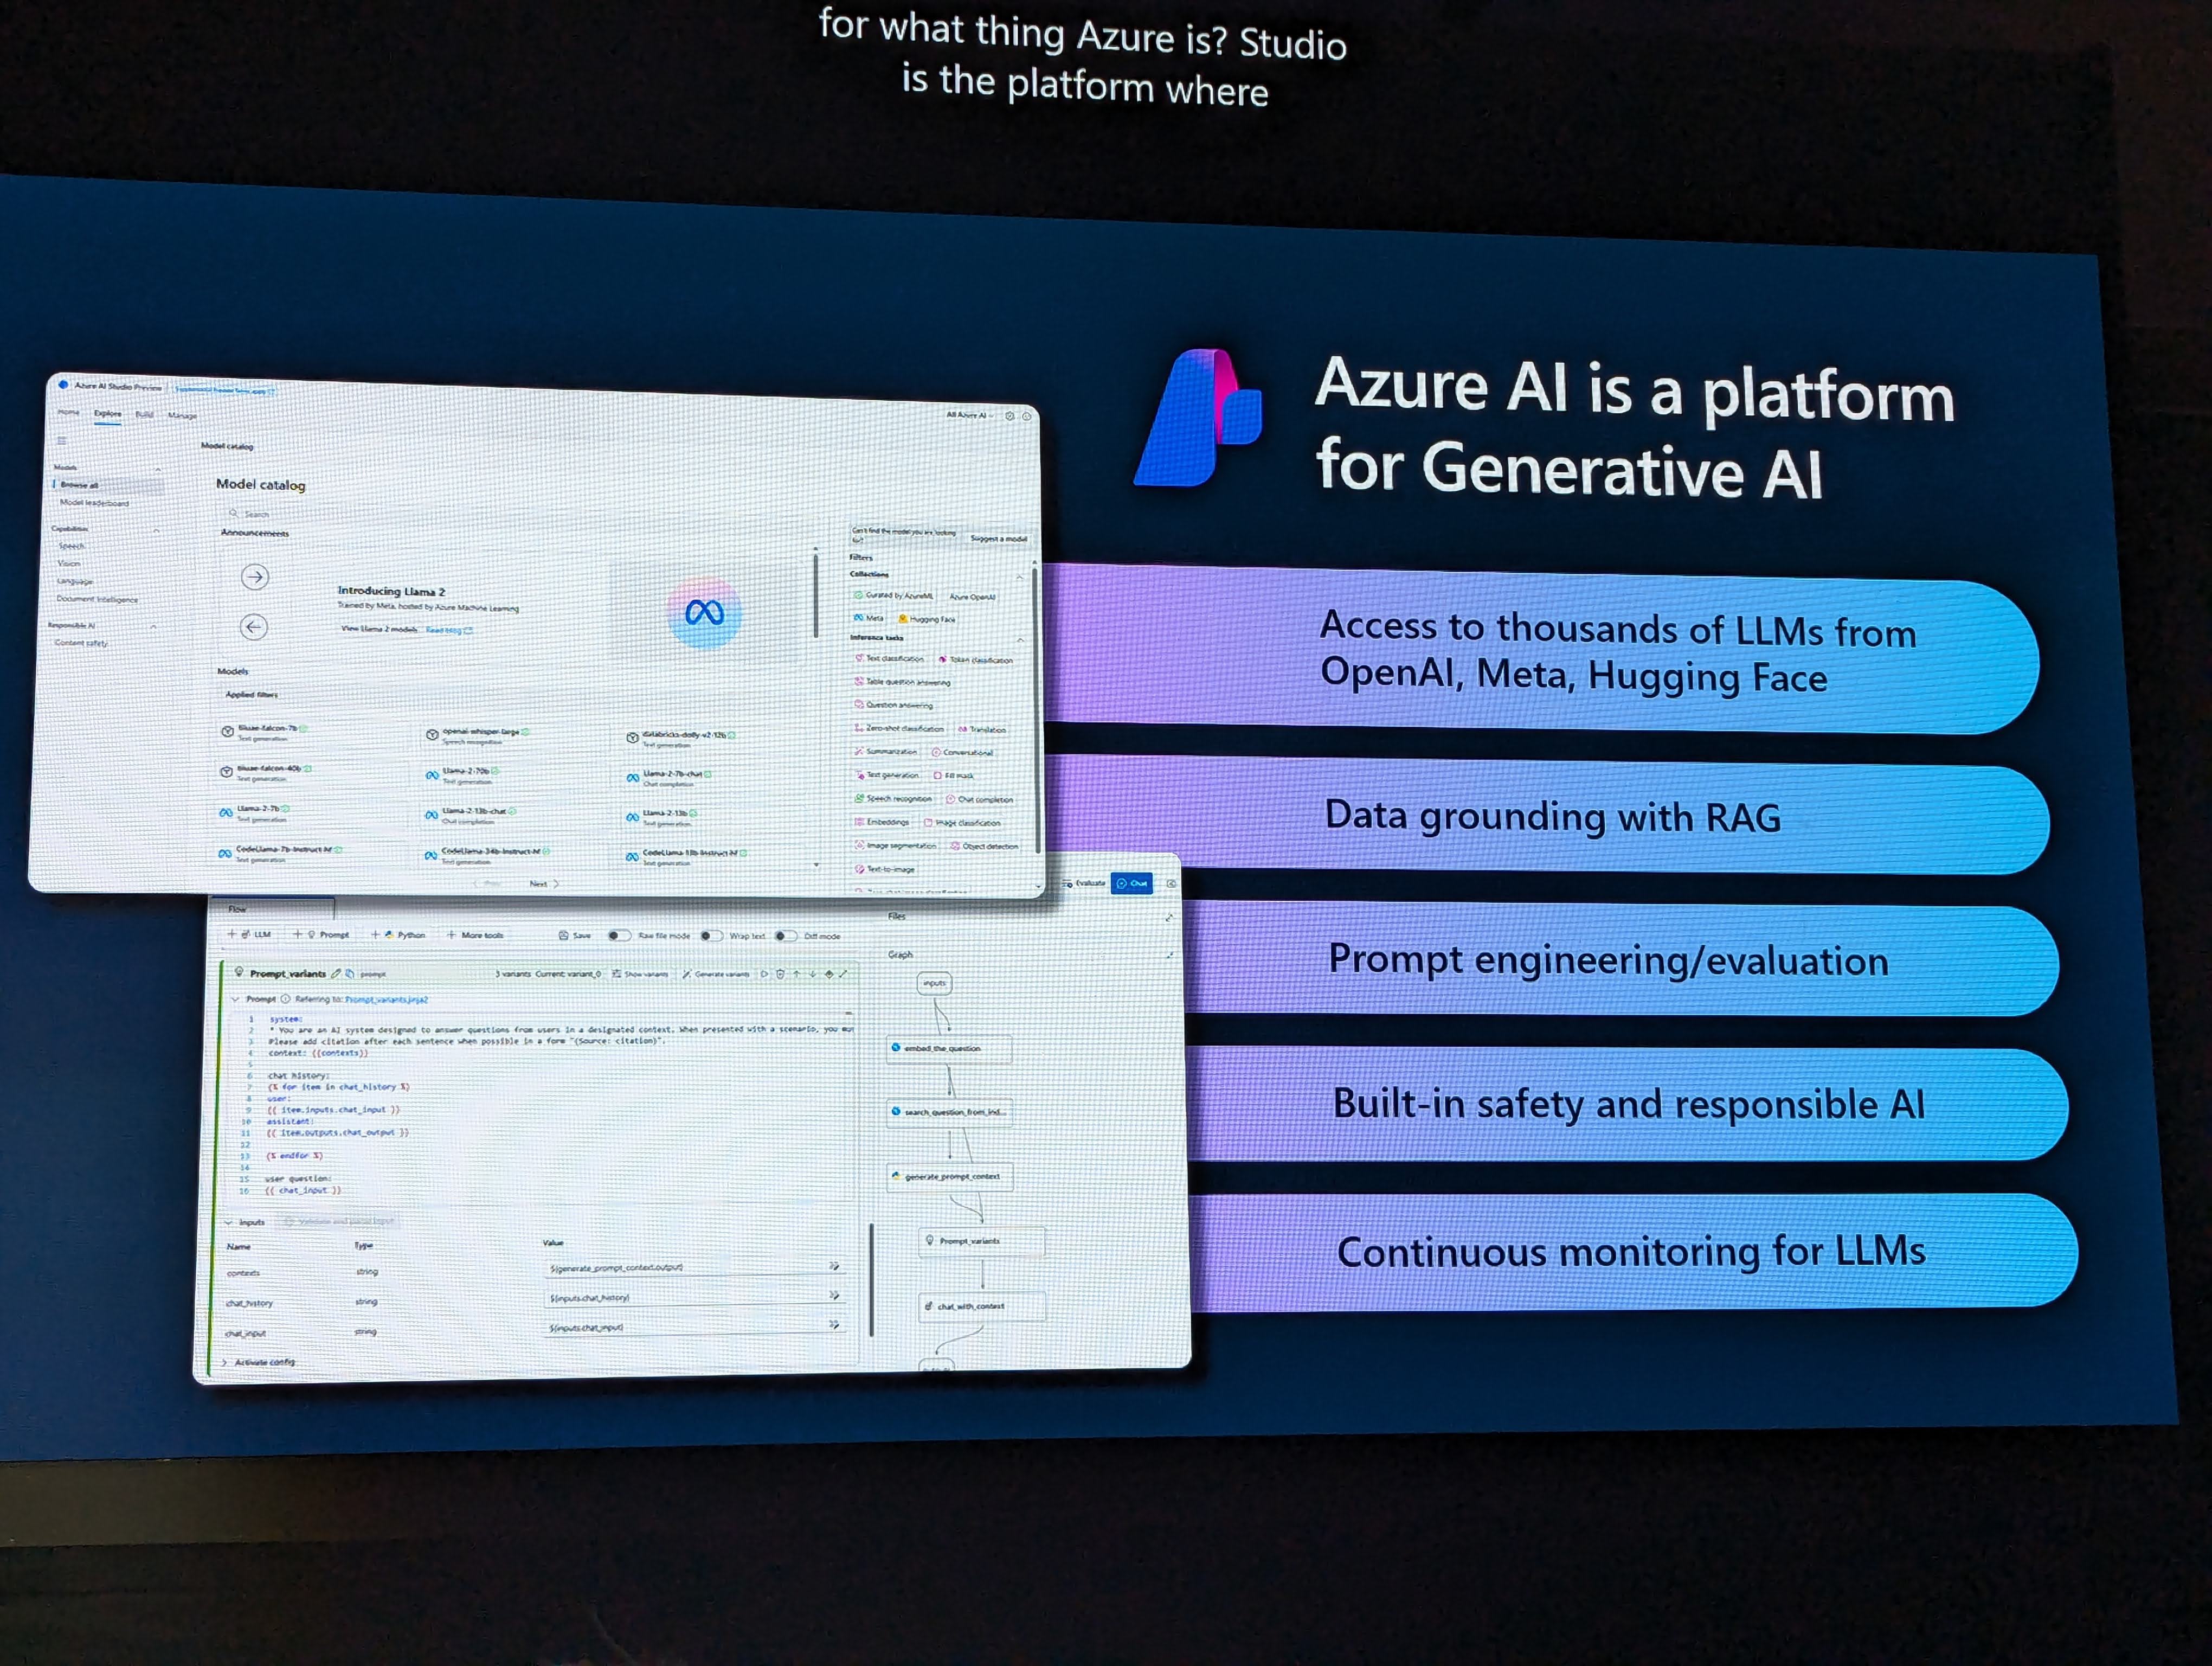 for what thing Azure is? Studio
is the platform where
Azure AI is a platform
for Generative AI
Access to thousands of LLMs from
OpenAI, Meta, Hugging Face
Data grounding with RAG
Prompt engineering/evaluation
Built-in safety and responsible AI
Continuous monitoring for LLMs
Azure AI Studio Preview
Home Explore Build Manage
All Azure AI
Model catalog
Models
Browse all
Model leaderboard
Capabilities
Speech
Vision
Language
Document Intelligence
Responsible AI
Content safety
Model catalog
Search
Announcements
Introducing Llama 2
Trained by Meta, hosted by Azure Machine Learning
View Llama 2 models Read blog
Models
Applied filters
tiiuae-falcon-7b
Text generation
openai-whisper-large
Speech recognition
databricks-dolly-v2-12b
Text generation
tiiuae-falcon-40b
Text generation
Llama-2-70b
Text generation
Llama-2-7b-chat
Chat completion
Llama-2-7b
Text generation
Llama-2-13b-chat
Chat completion
Llama-2-13b
Text generation
CodeLlama-7b-Instruct-hf
Text generation
CodeLlama-34b-Instruct-hf
Text generation
CodeLlama-13b-Instruct-hf
Text generation
Prev Next
Can't find the model you are looking
for?
Suggest a model
Filters
Collections
Curated by AzureML Azure OpenAI
Meta Hugging Face
Inference tasks
Text classification Token classification
Table question answering
Question answering
Zero-shot classification Translation
Summarization Conversational
Text generation Fill mask
Speech recognition Chat completion
Embeddings Image classification
Image segmentation Object detection
Text-to-image
Evaluate Chat
Flow
+ LLM + Prompt + Python + More tools Save Raw file mode Wrap text Diff mode
Prompt_variants prompt 3 variants Current: variant_0 Show variants Generate variants
Prompt Referring to: Prompt_variants.jinja2
1 system:
2 * You are an AI system designed to answer questions from users in a designated context. When presented with a scenario, you mu
3 Please add citation after each sentence when possible in a form "(Source: citation)".
4 context: {{contexts}}
5
6 chat history:
7 {% for item in chat_history %}
8 user:
9 {{ item.inputs.chat_input }}
10 assistant:
11 {{ item.outputs.chat_output }}
12
13 {% endfor %}
14
15 user question:
16 {{ chat_input }}
Inputs Validate and parse input
Name Type Value
contexts string ${generate_prompt_context.output}
chat_history string ${inputs.chat_history}
chat_input string ${inputs.chat_input}
Activate config
Files
Graph
inputs
embed_the_question
search_question_from_ind...
generate_prompt_context
Prompt_variants
chat_with_context